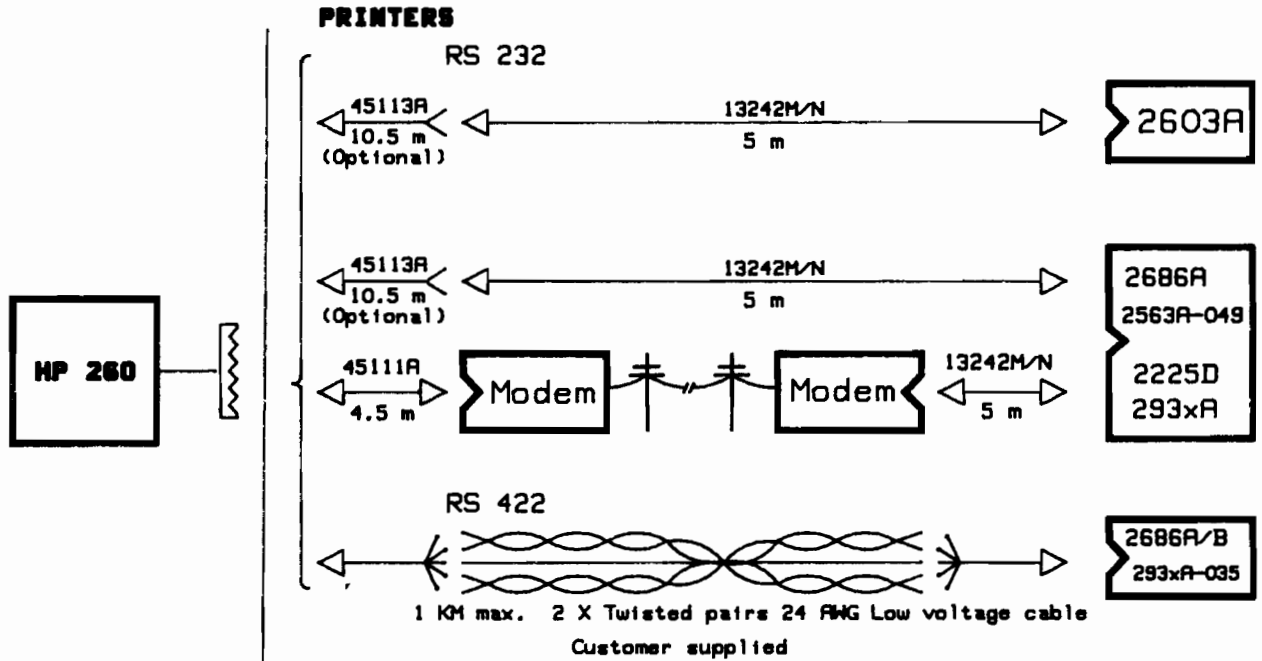 PRINTERS
RS 232
45113A
10.5 m
(Optional)
13242M/N
5 m
2603A
45113A
10.5 m
(Optional)
13242M/N
5 m
2686A
2563A-049
2225D
293xA
HP 260
45111A
4.5 m
Modem
Modem
13242M/N
5 m
RS 422
2686A/B
293xA-035
1 KM max. 2 X Twisted pairs 24 AWG Low voltage cable
Customer supplied